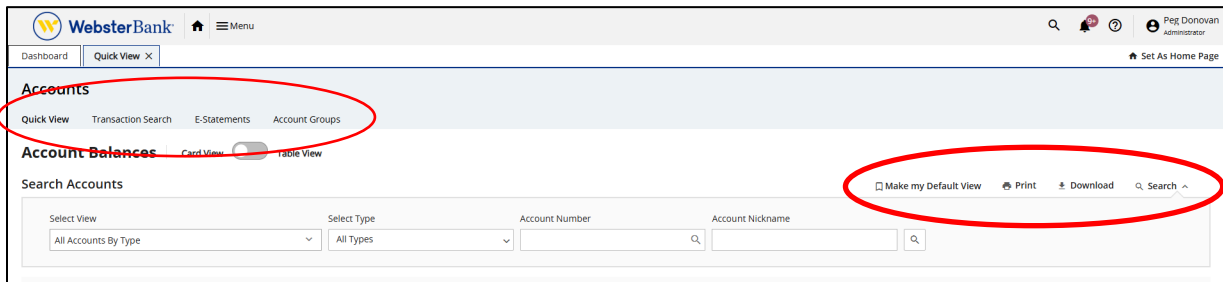 WebsterBank Menu 9+ Peg Donovan
Administrator
Dashboard Quick View Set As Home Page
Accounts
Quick View Transaction Search E-Statements Account Groups
Account Balances Card View Table View
Search Accounts Make my Default View Print Download Search
Select View Select Type Account Number Account Nickname
All Accounts By Type All Types